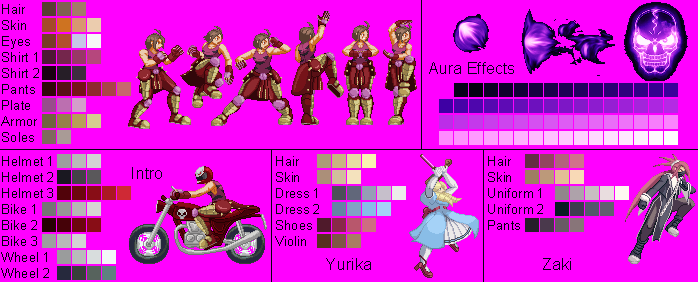 Hair
Skin
Eyes
Shirt 1
Shirt 2
Pants
Plate
Armor
Soles
Aura Effects
Helmet 1
Helmet 2
Helmet 3
Bike 1
Bike 2
Bike 3
Wheel 1
Wheel 2
Intro
Hair
Skin
Dress 1
Dress 2
Shoes
Violin
Yurika
Hair
Skin
Uniform 1
Uniform 2
Pants
Zaki